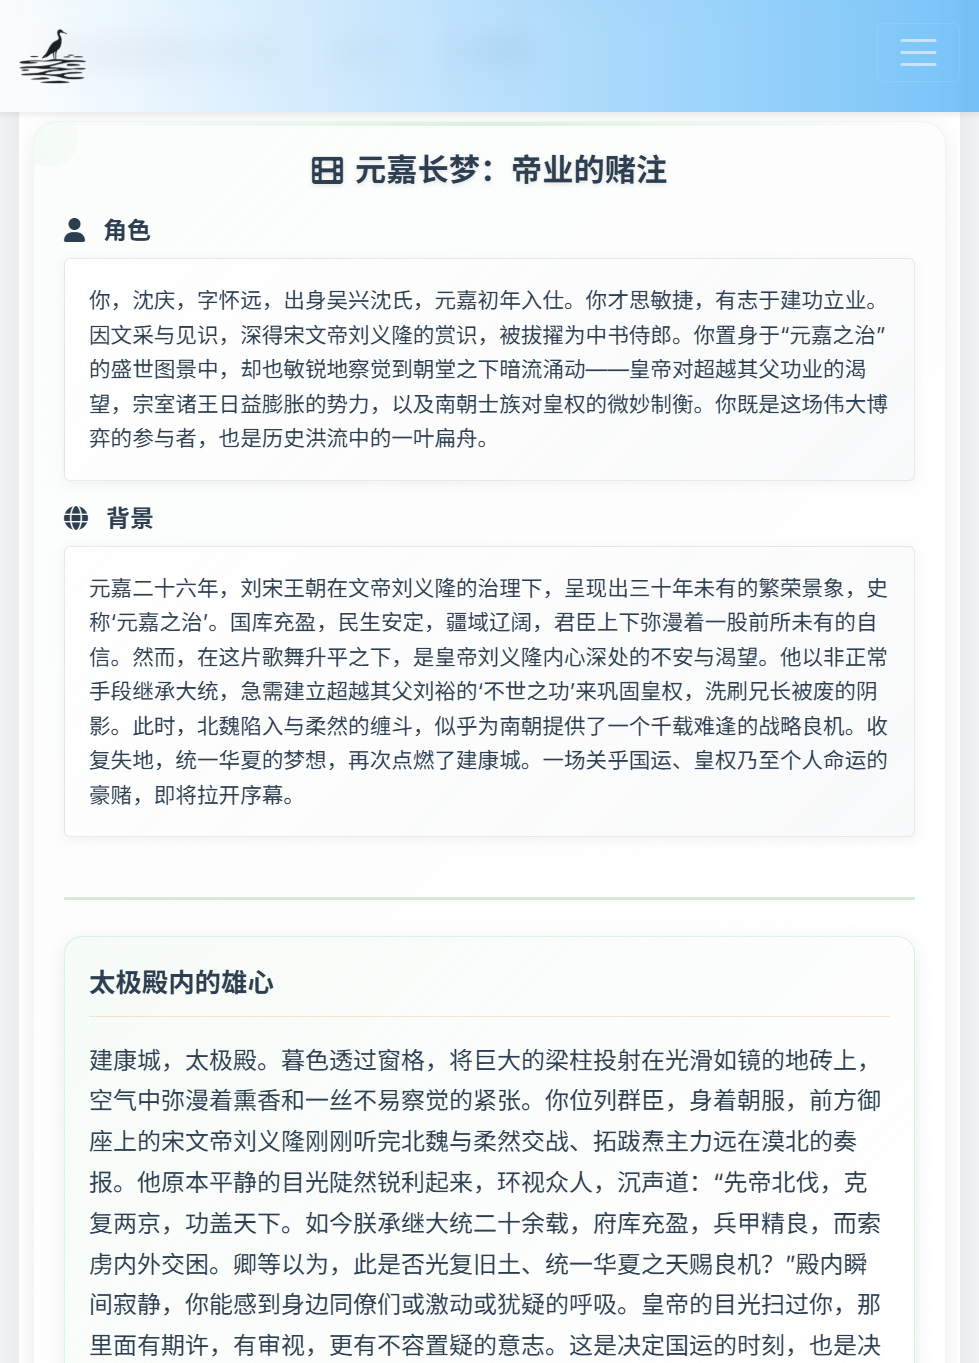 元嘉长梦：帝业的赌注
角色
你，沈庆，字怀远，出身吴兴沈氏，元嘉初年入仕。你才思敏捷，有志于建功立业。
因文采与见识，深得宋文帝刘义隆的赏识，被拔擢为中书侍郎。你置身于“元嘉之治”
的盛世图景中，却也敏锐地察觉到朝堂之下暗流涌动——皇帝对超越其父功业的渴
望，宗室诸王日益膨胀的势力，以及南朝士族对皇权的微妙制衡。你既是这场伟大博
弈的参与者，也是历史洪流中的一叶扁舟。
背景
元嘉二十六年，刘宋王朝在文帝刘义隆的治理下，呈现出三十年未有的繁荣景象，史
称‘元嘉之治’。国库充盈，民生安定，疆域辽阔，君臣上下弥漫着一股前所未有的自
信。然而，在这片歌舞升平之下，是皇帝刘义隆内心深处的不安与渴望。他以非正常
手段继承大统，急需建立超越其父刘裕的‘不世之功’来巩固皇权，洗刷兄长被废的阴
影。此时，北魏陷入与柔然的缠斗，似乎为南朝提供了一个千载难逢的战略良机。收
复失地，统一华夏的梦想，再次点燃了建康城。一场关乎国运、皇权乃至个人命运的
豪赌，即将拉开序幕。
太极殿内的雄心
建康城，太极殿。暮色透过窗格，将巨大的梁柱投射在光滑如镜的地砖上，
空气中弥漫着熏香和一丝不易察觉的紧张。你位列群臣，身着朝服，前方御
座上的宋文帝刘义隆刚刚听完北魏与柔然交战、拓跋焘主力远在漠北的奏
报。他原本平静的目光陡然锐利起来，环视众人，沉声道：“先帝北伐，克
复两京，功盖天下。如今朕承继大统二十余载，府库充盈，兵甲精良，而索
虏内外交困。卿等以为，此是否光复旧土、统一华夏之天赐良机？”殿内瞬
间寂静，你能感到身边同僚们或激动或犹疑的呼吸。皇帝的目光扫过你，那
里面有期许，有审视，更有不容置疑的意志。这是决定国运的时刻，也是决